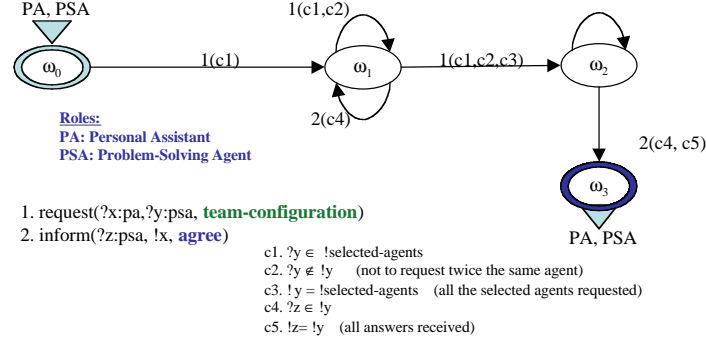 PA, PSA
1(c1,c2)
ω0
1(c1)
ω1
1(c1,c2,c3)
ω2
2(c4)
Roles:
PA: Personal Assistant
PSA: Problem-Solving Agent
2(c4, c5)
ω3
PA, PSA
1. request(?x:pa,?y:psa, team-configuration)
2. inform(?z:psa, !x, agree)
c1. ?y ∈ !selected-agents
c2. ?y ∉ !y (not to request twice the same agent)
c3. ! y = !selected-agents (all the selected agents requested)
c4. ?z ∈ !y
c5. !z= !y (all answers received)